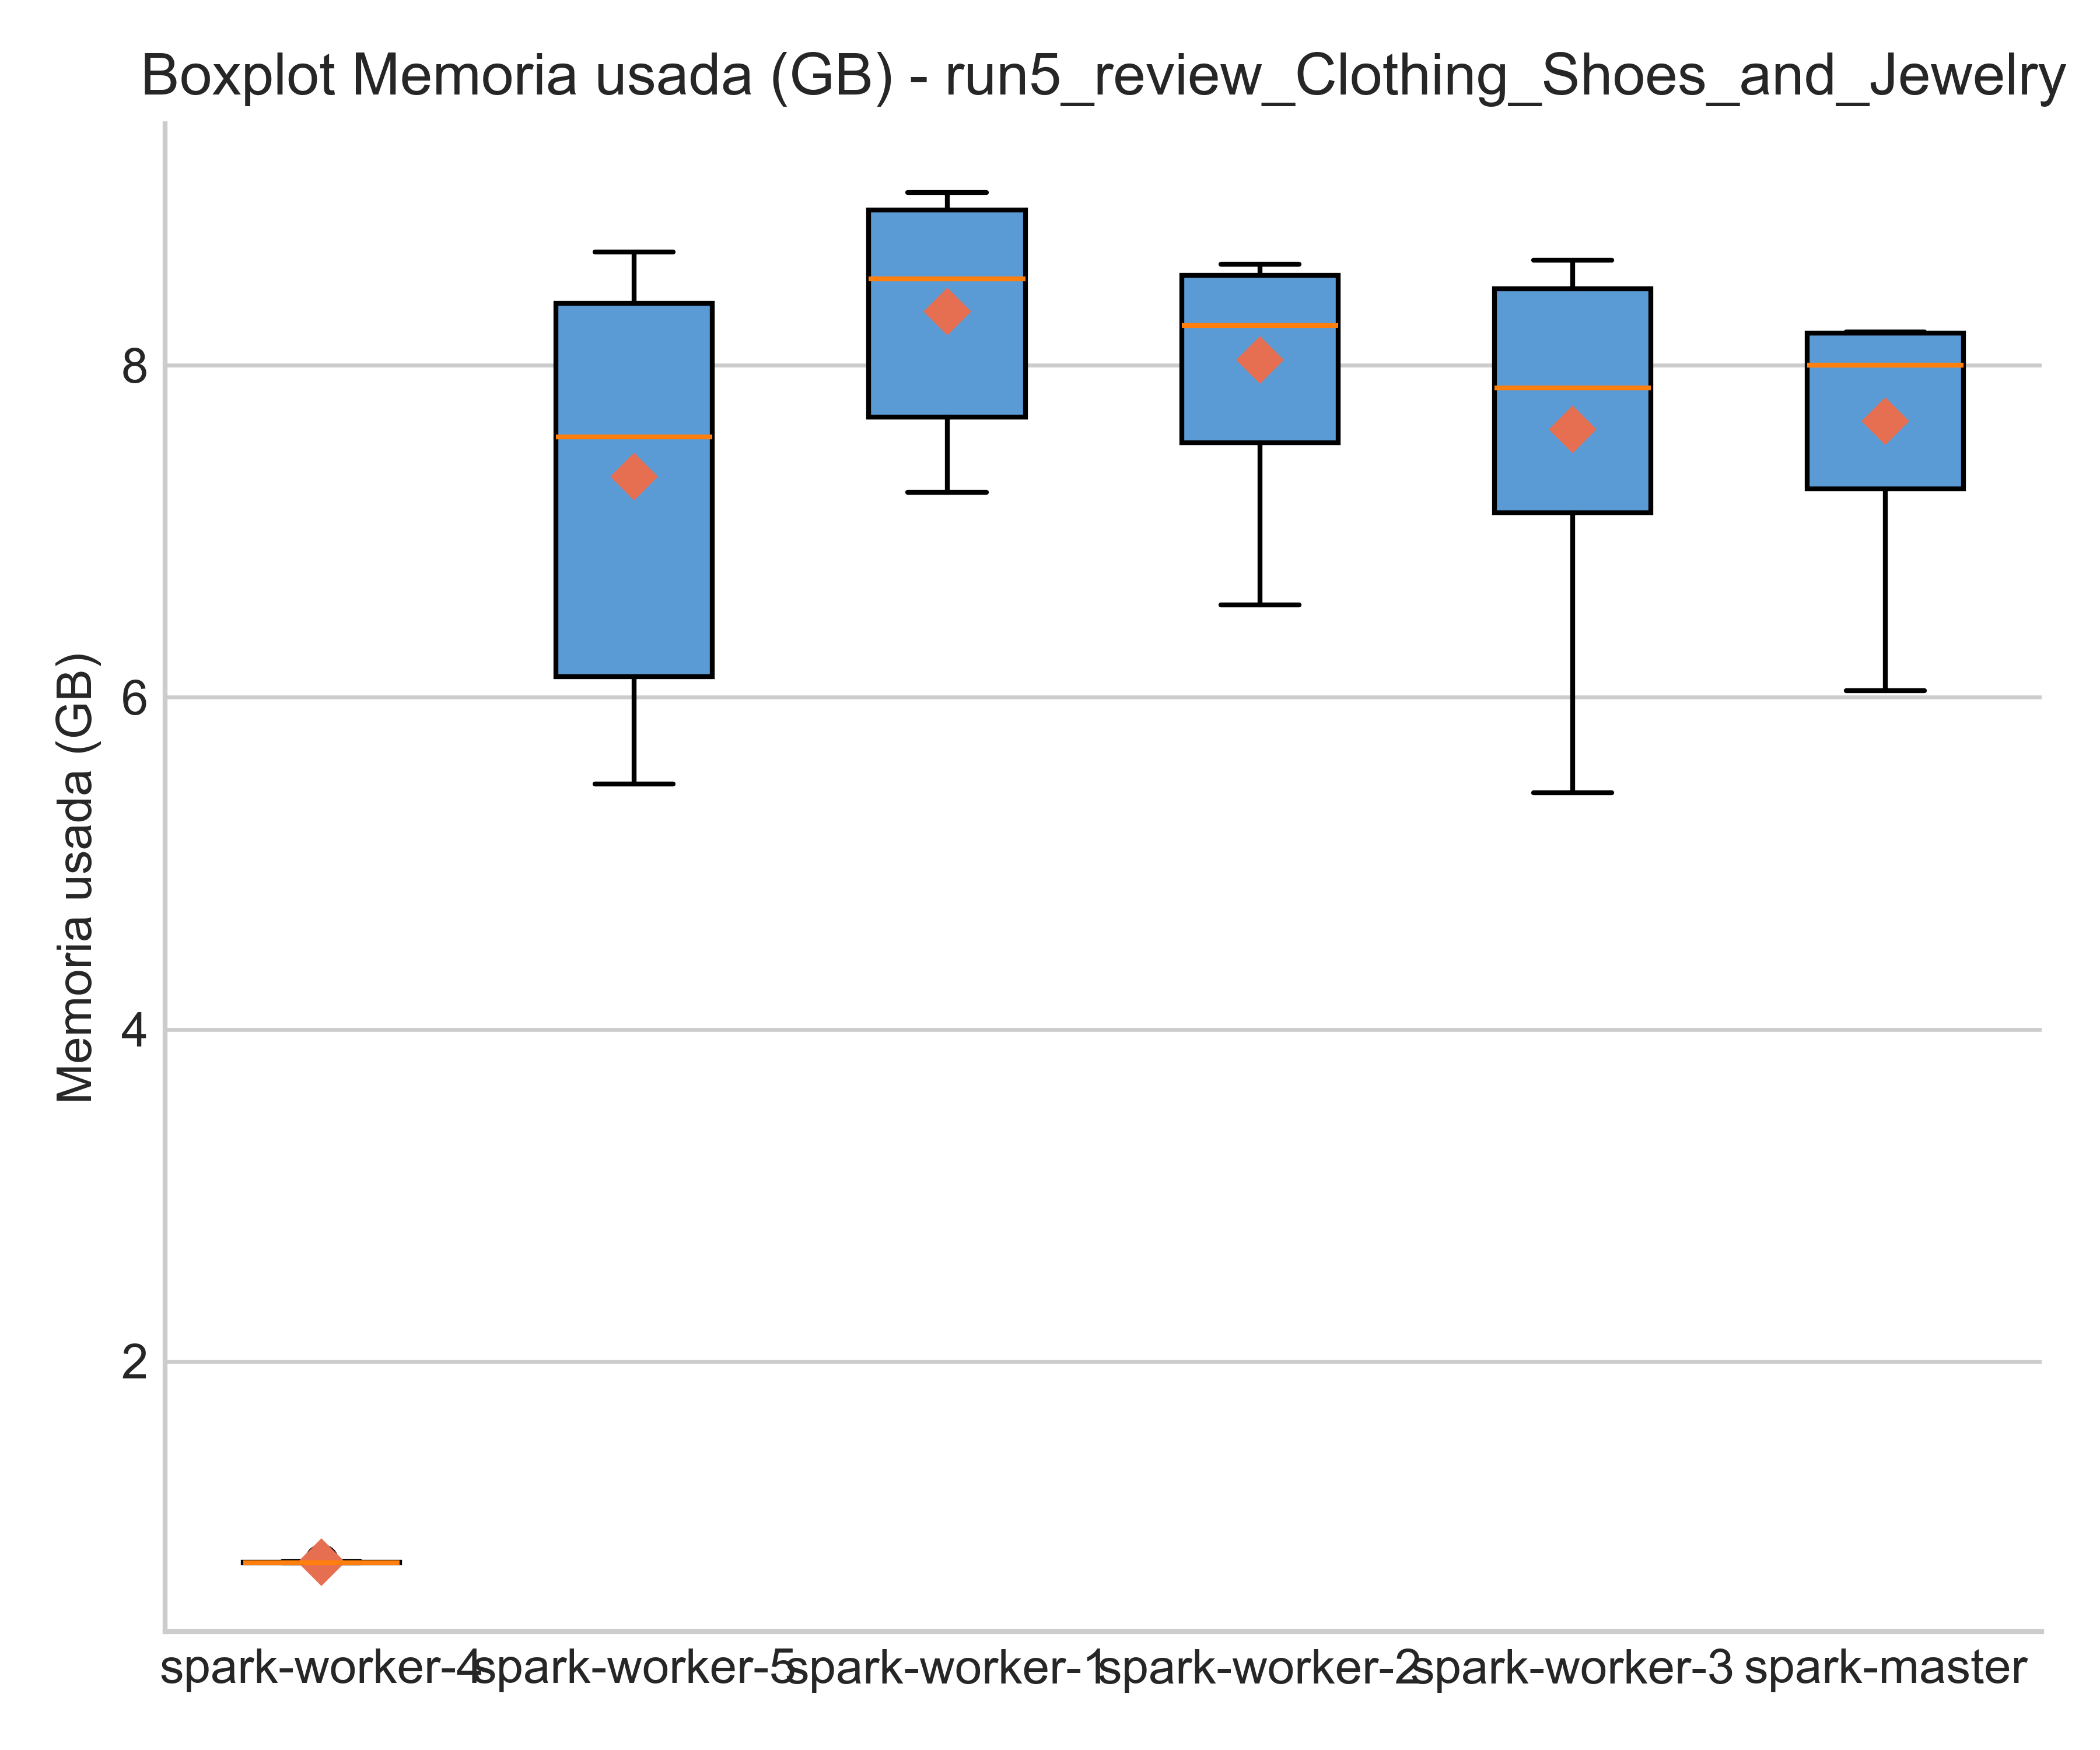 Boxplot Memoria usada (GB) - run5_review_Clothing_Shoes_and_Jewelry
Memoria usada (GB)
8
6
4
2
spark-worker-4 spark-worker-5 spark-worker-1 spark-worker-2 spark-worker-3 spark-master